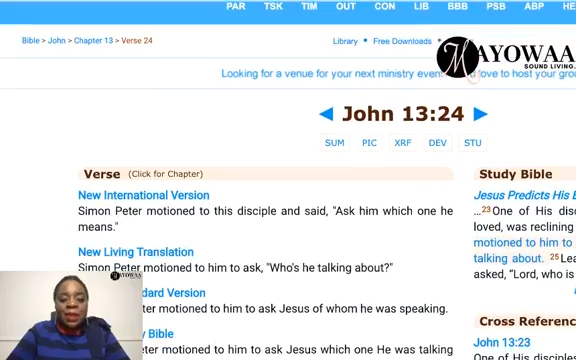 PAR TSK TIM OUT CON LIB BBB PSB ABP HE
Bible > John > Chapter 13 > Verse 24
Library • Free Downloads •
MAYOWAA
SOUND LIVING.
Looking for a venue for your next ministry even love to host your grou
◄ John 13:24 ►
SUM PIC XRF DEV STU
Verse (Click for Chapter)
New International Version
Simon Peter motioned to this disciple and said, "Ask him which one he
means."
New Living Translation
Simon Peter motioned to him to ask, "Who's he talking about?"
dard Version
ter motioned to him to ask Jesus of whom he was speaking.
Bible
ter motioned to him to ask Jesus which one He was talking
Study Bible
Jesus Predicts His
…23One of His disc
loved, was reclining
motioned to him to
talking about. 25Lea
asked, “Lord, who is
Cross Referenc
John 13:23
One of His disciples
MAYOWAA